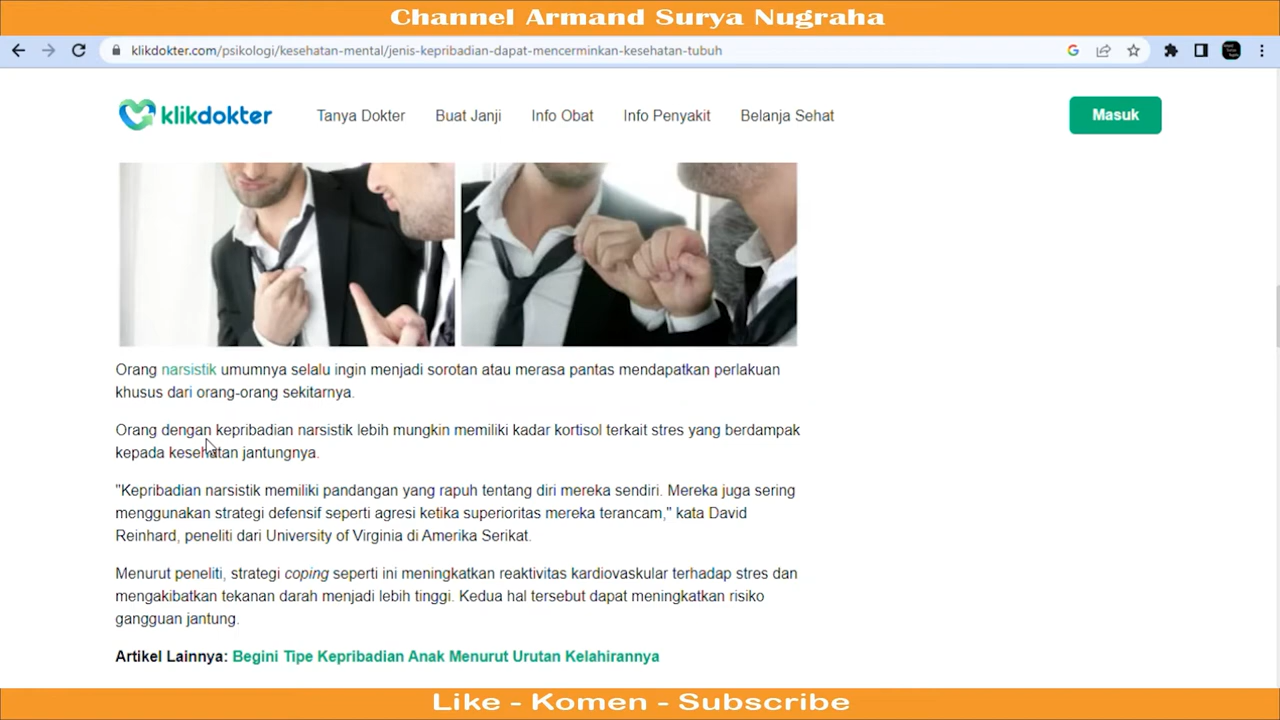 Channel Armand Surya Nugraha
klikdokter.com/psikologi/kesehatan-mental/jenis-kepribadian-dapat-mencerminkan-kesehatan-tubuh
klikdokter Tanya Dokter Buat Janji Info Obat Info Penyakit Belanja Sehat Masuk
Orang narsistik umumnya selalu ingin menjadi sorotan atau merasa pantas mendapatkan perlakuan
khusus dari orang-orang sekitarnya.
Orang dengan kepribadian narsistik lebih mungkin memiliki kadar kortisol terkait stres yang berdampak
kepada kesehatan jantungnya.
"Kepribadian narsistik memiliki pandangan yang rapuh tentang diri mereka sendiri. Mereka juga sering
menggunakan strategi defensif seperti agresi ketika superioritas mereka terancam," kata David
Reinhard, peneliti dari University of Virginia di Amerika Serikat.
Menurut peneliti, strategi coping seperti ini meningkatkan reaktivitas kardiovaskular terhadap stres dan
mengakibatkan tekanan darah menjadi lebih tinggi. Kedua hal tersebut dapat meningkatkan risiko
gangguan jantung.
Artikel Lainnya: Begini Tipe Kepribadian Anak Menurut Urutan Kelahirannya
Like - Komen - Subscribe